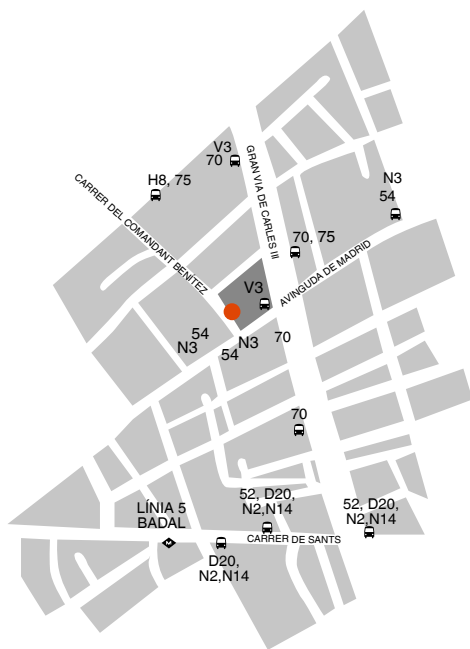 V3
70
GRAN VIA DE CARLES III
H8, 75
N3
54
CARRER DEL COMANDANT BENÍTEZ
70, 75
AVINGUDA DE MADRID
V3
54
N3
N3
54
70
70
52, D20,
N2,N14
52, D20,
N2,N14
LÍNIA 5
BADAL
CARRER DE SANTS
D20,
N2,N14